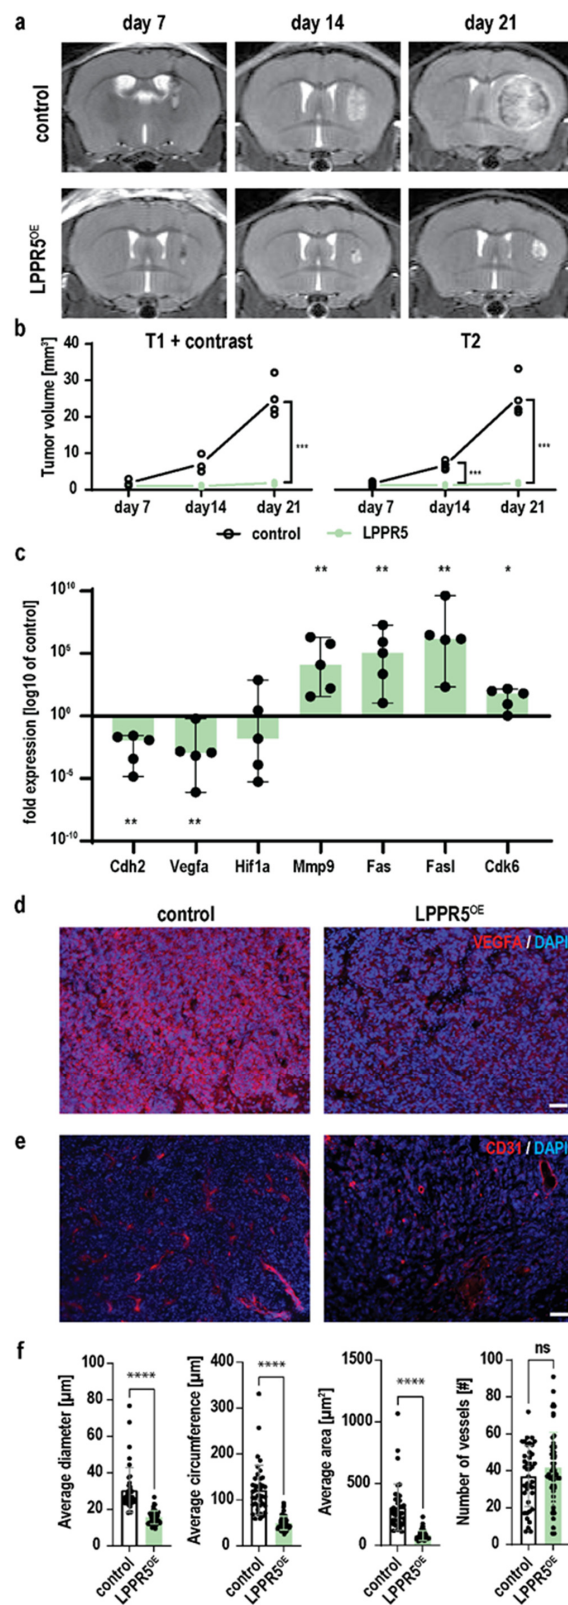 a
day 7 day 14 day 21
control
LPPR5ᴼᴱ
b
T1 + contrast T2
Tumor volume [mm³]
40
30
20
10
0
day 7 day14 day 21 day 7 day14 day 21
***
*** ***
control LPPR5
c
** ** ** *
fold expression [log10 of control]
10¹⁰
10⁵
10⁰
10⁻⁵
10⁻¹⁰
** **
Cdh2 Vegfa Hif1a Mmp9 Fas Fasl Cdk6
d
control LPPR5ᴼᴱ
VEGFA / DAPI
e
CD31 / DAPI
f
Average diameter [µm]
100
80
60
40
20
0
****
control LPPR5ᴼᴱ
Average circumference [µm]
400
300
200
100
0
****
control LPPR5ᴼᴱ
Average area [µm²]
1500
1000
500
0
****
control LPPR5ᴼᴱ
Number of vessels [#]
100
80
60
40
20
0
ns
control LPPR5ᴼᴱ